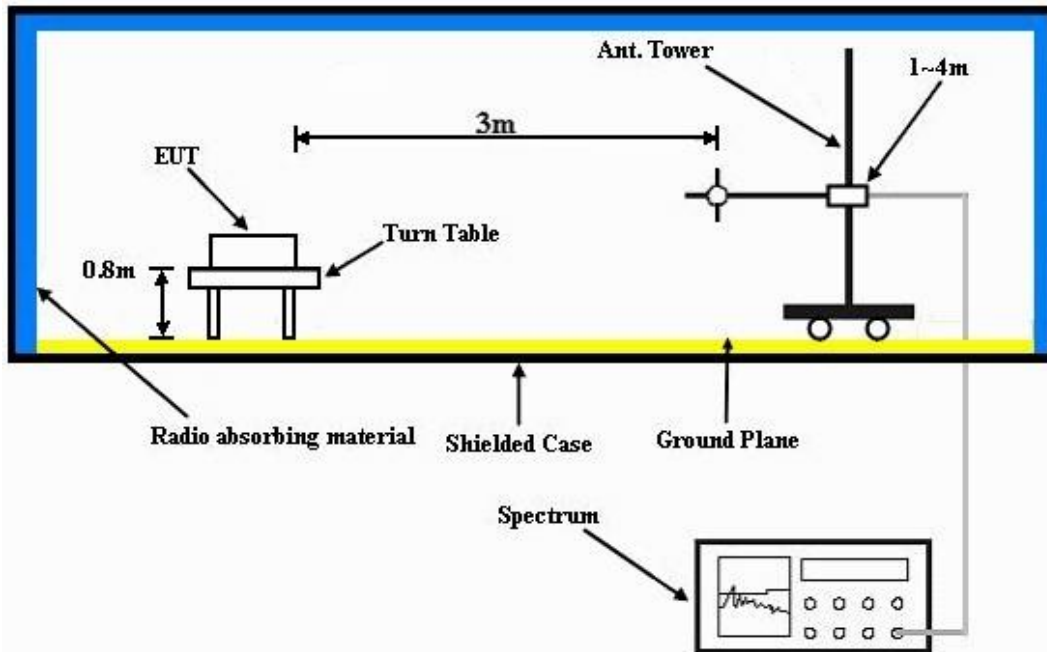 Ant. Tower
1~4m
3m
EUT
Turn Table
0.8m
Radio absorbing material
Shielded Case
Ground Plane
Spectrum